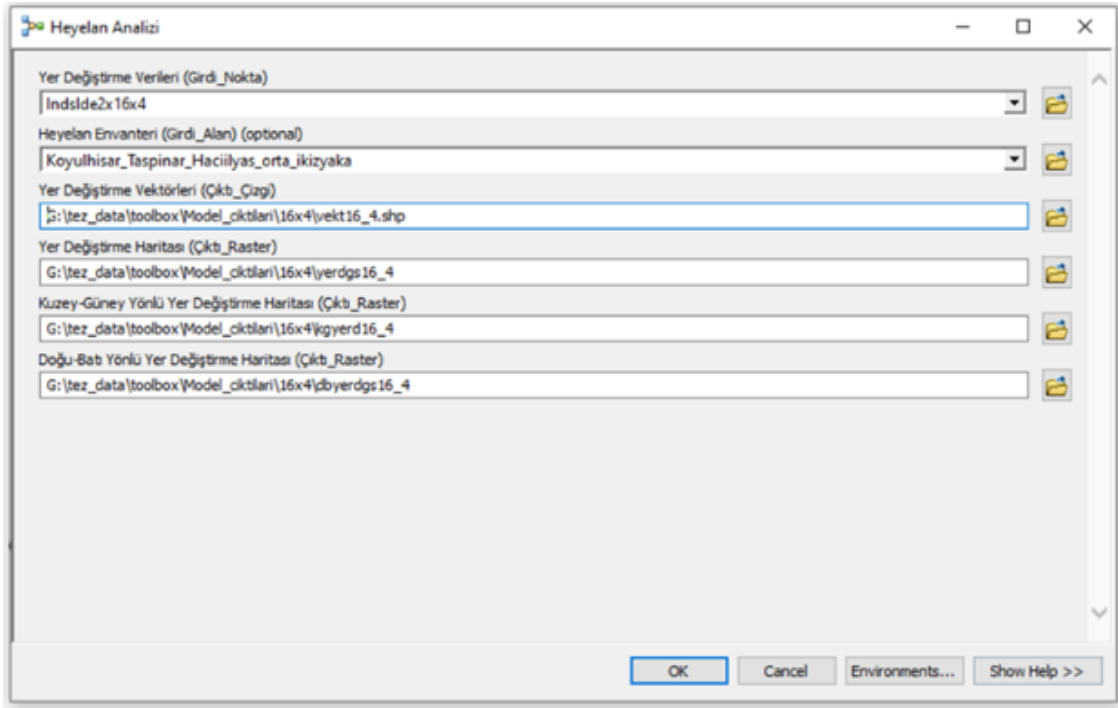 Heyelan Analizi
Yer Değiştirme Verileri (Girdi_Nokta)
lndslde2x16x4
Heyelan Envanteri (Girdi_Alan) (optional)
Koyulhisar_Taspinar_Haciilyas_orta_ikizyaka
Yer Değiştirme Vektörleri (Çıktı_Çizgi)
G:\tez_data\toolbox\Model_ciktilari\16x4\vekt16_4.shp
Yer Değiştirme Haritası (Çıktı_Raster)
G:\tez_data\toolbox\Model_ciktilari\16x4\yerdgs16_4
Kuzey-Güney Yönlü Yer Değiştirme Haritası (Çıktı_Raster)
G:\tez_data\toolbox\Model_ciktilari\16x4\kgyerd16_4
Doğu-Batı Yönlü Yer Değiştirme Haritası (Çıktı_Raster)
G:\tez_data\toolbox\Model_ciktilari\16x4\dbyerdgs16_4
OK Cancel Environments... Show Help >>